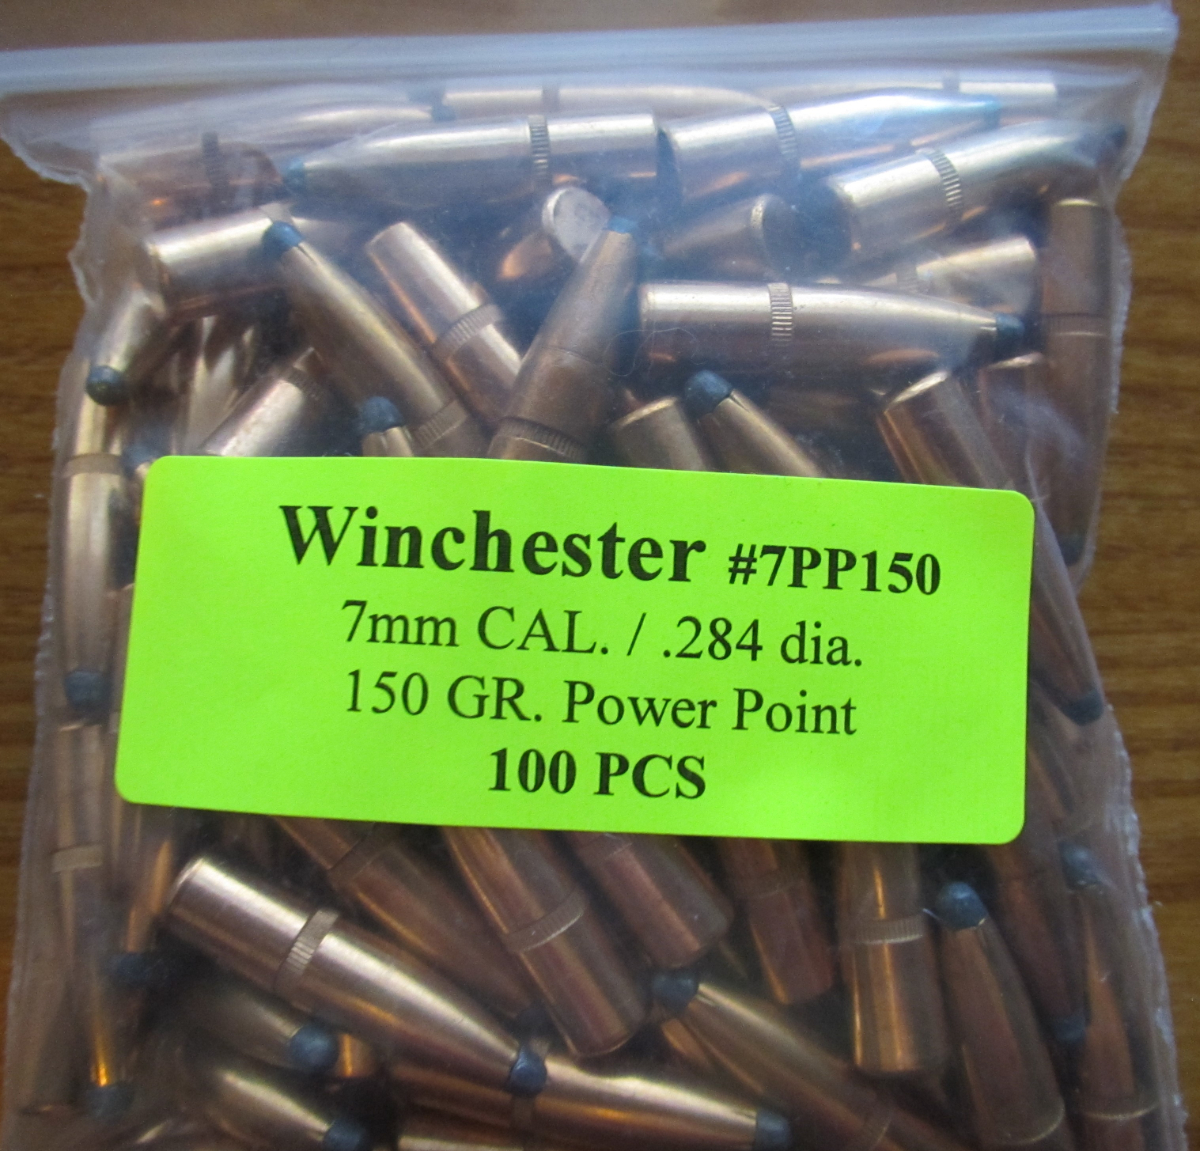 Winchester #7PP150
7mm CAL. / .284 dia.
150 GR. Power Point
100 PCS